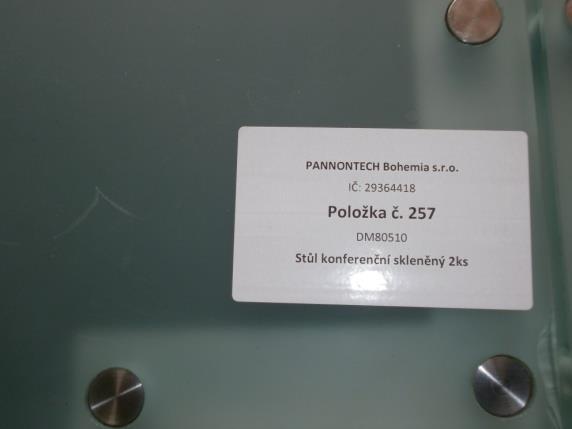 PANNONTECH Bohemia s.r.o.
IČ: 29364418
Položka č. 257
DM80510
Stůl konferenční skleněný 2ks